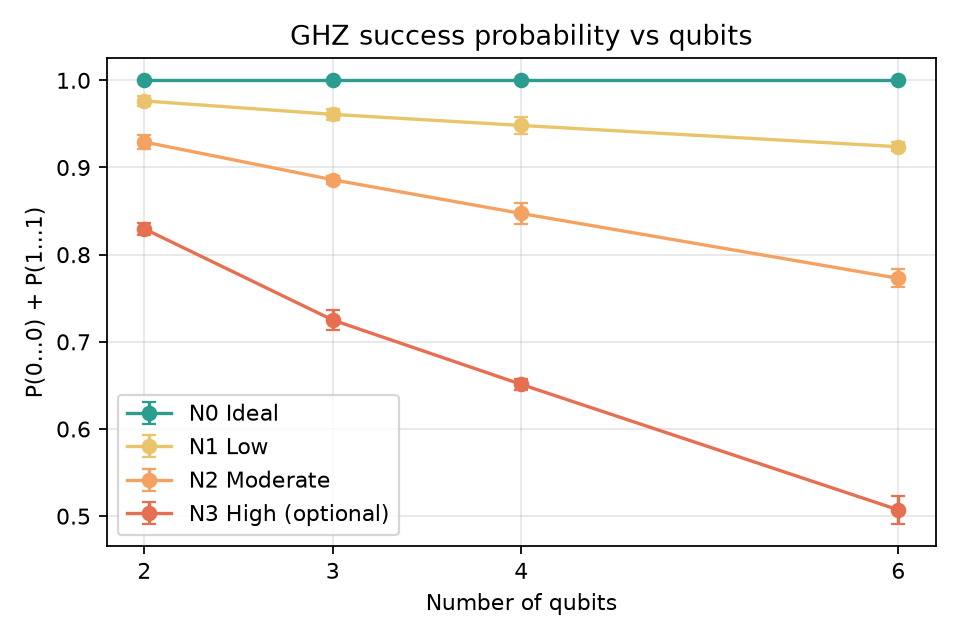 GHZ success probability vs qubits
P(0...0) + P(1...1)
1.0
0.9
0.8
0.7
0.6
0.5
N0 Ideal
N1 Low
N2 Moderate
N3 High (optional)
2 3 4 6
Number of qubits